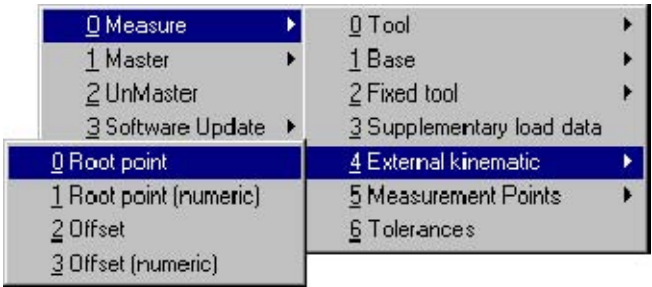 0 Measure
1 Master
2 UnMaster
3 Software Update
0 Tool
1 Base
2 Fixed tool
3 Supplementary load data
4 External kinematic
5 Measurement Points
6 Tolerances
0 Root point
1 Root point (numeric)
2 Offset
3 Offset (numeric)